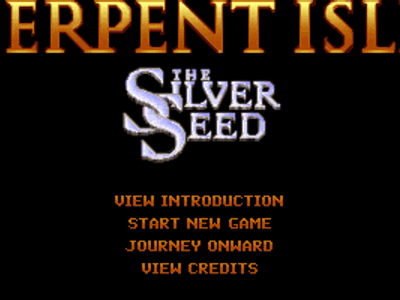 ERPENT ISL
THE
SILVER
SEED
VIEW INTRODUCTION
START NEW GAME
JOURNEY ONWARD
VIEW CREDITS